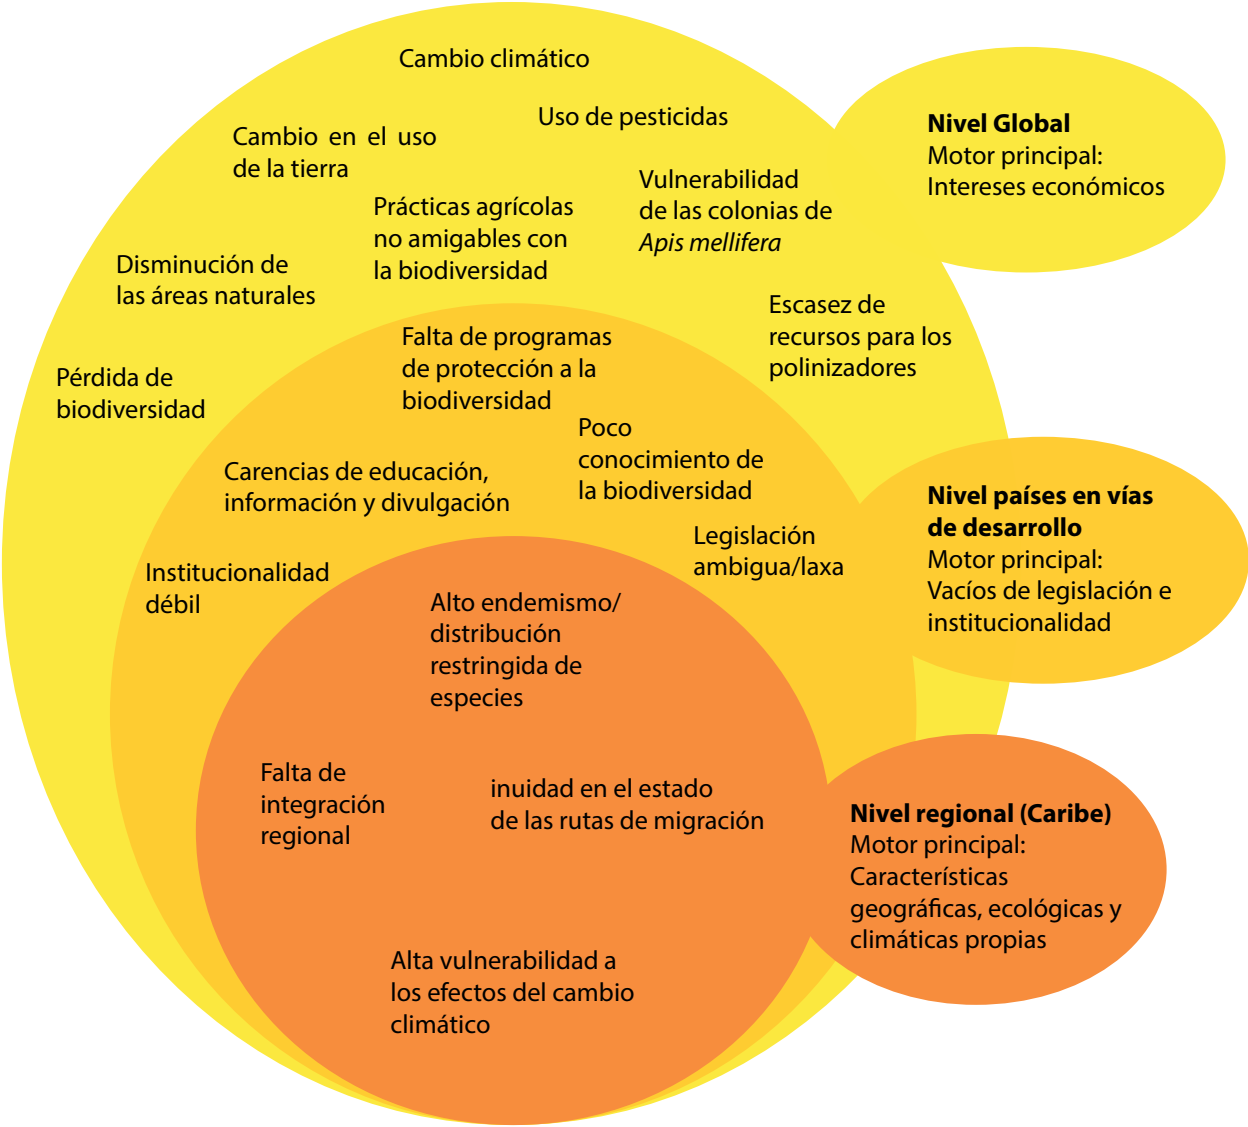 Cambio climático
Uso de pesticidas
Cambio en el uso
de la tierra
Vulnerabilidad
de las colonias de
Apis mellifera
Prácticas agrícolas
no amigables con
la biodiversidad
Disminución de
las áreas naturales
Escasez de
recursos para los
polinizadores
Pérdida de
biodiversidad
Nivel Global
Motor principal:
Intereses económicos
Falta de programas
de protección a la
biodiversidad
Poco
conocimiento de
la biodiversidad
Carencias de educación,
información y divulgación
Legislación
ambigua/laxa
Institucionalidad
débil
Nivel países en vías
de desarrollo
Motor principal:
Vacíos de legislación e
institucionalidad
Alto endemismo/
distribución
restringida de
especies
Falta de
integración
regional
inuidad en el estado
de las rutas de migración
Alta vulnerabilidad a
los efectos del cambio
climático
Nivel regional (Caribe)
Motor principal:
Características
geográficas, ecológicas y
climáticas propias